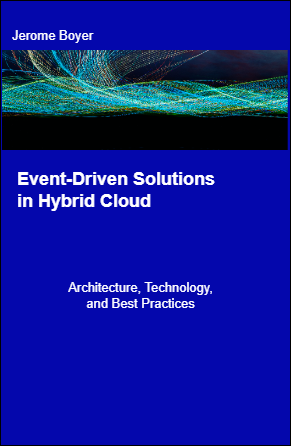 Jerome Boyer
Event-Driven Solutions
in Hybrid Cloud
Architecture, Technology,
and Best Practices